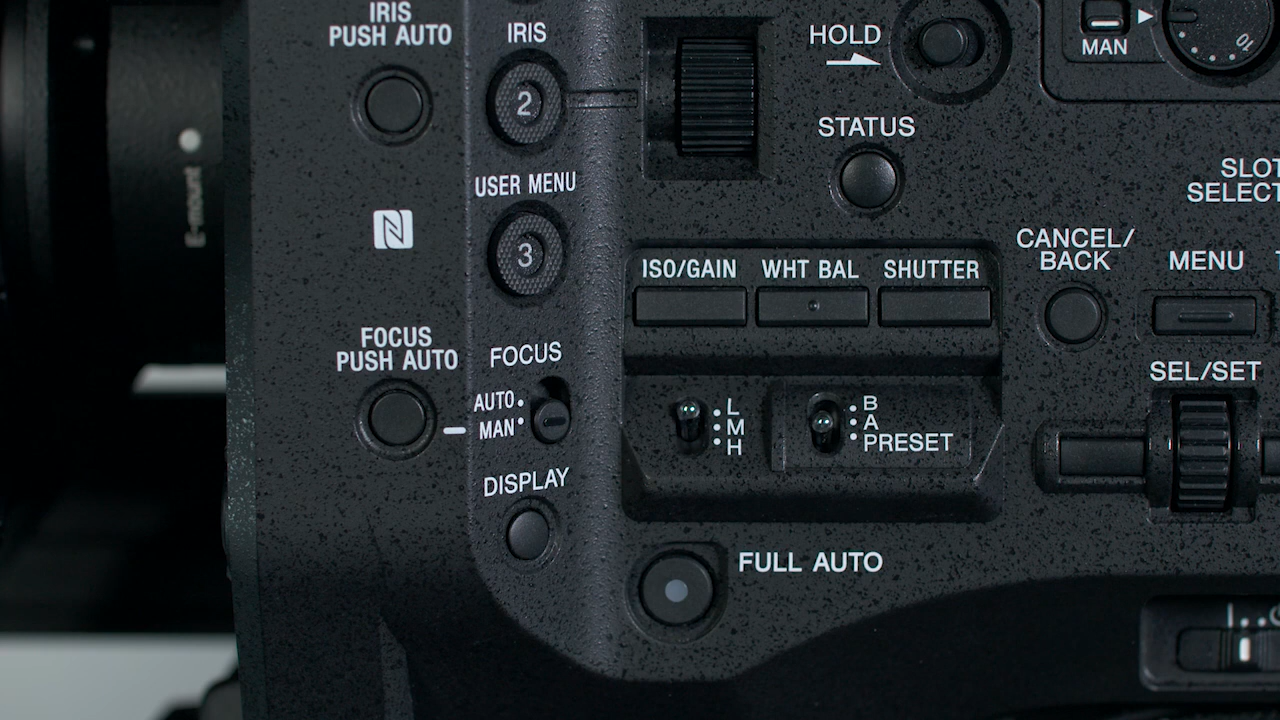 IRIS
PUSH AUTO
IRIS
2
HOLD
MAN
10
STATUS
USER MENU
3
E-mount
SLOT
SELECT
CANCEL/
BACK
MENU
ISO/GAIN
WHT BAL
SHUTTER
FOCUS
PUSH AUTO
FOCUS
AUTO
MAN
SEL/SET
L
M
H
B
A
PRESET
DISPLAY
FULL AUTO